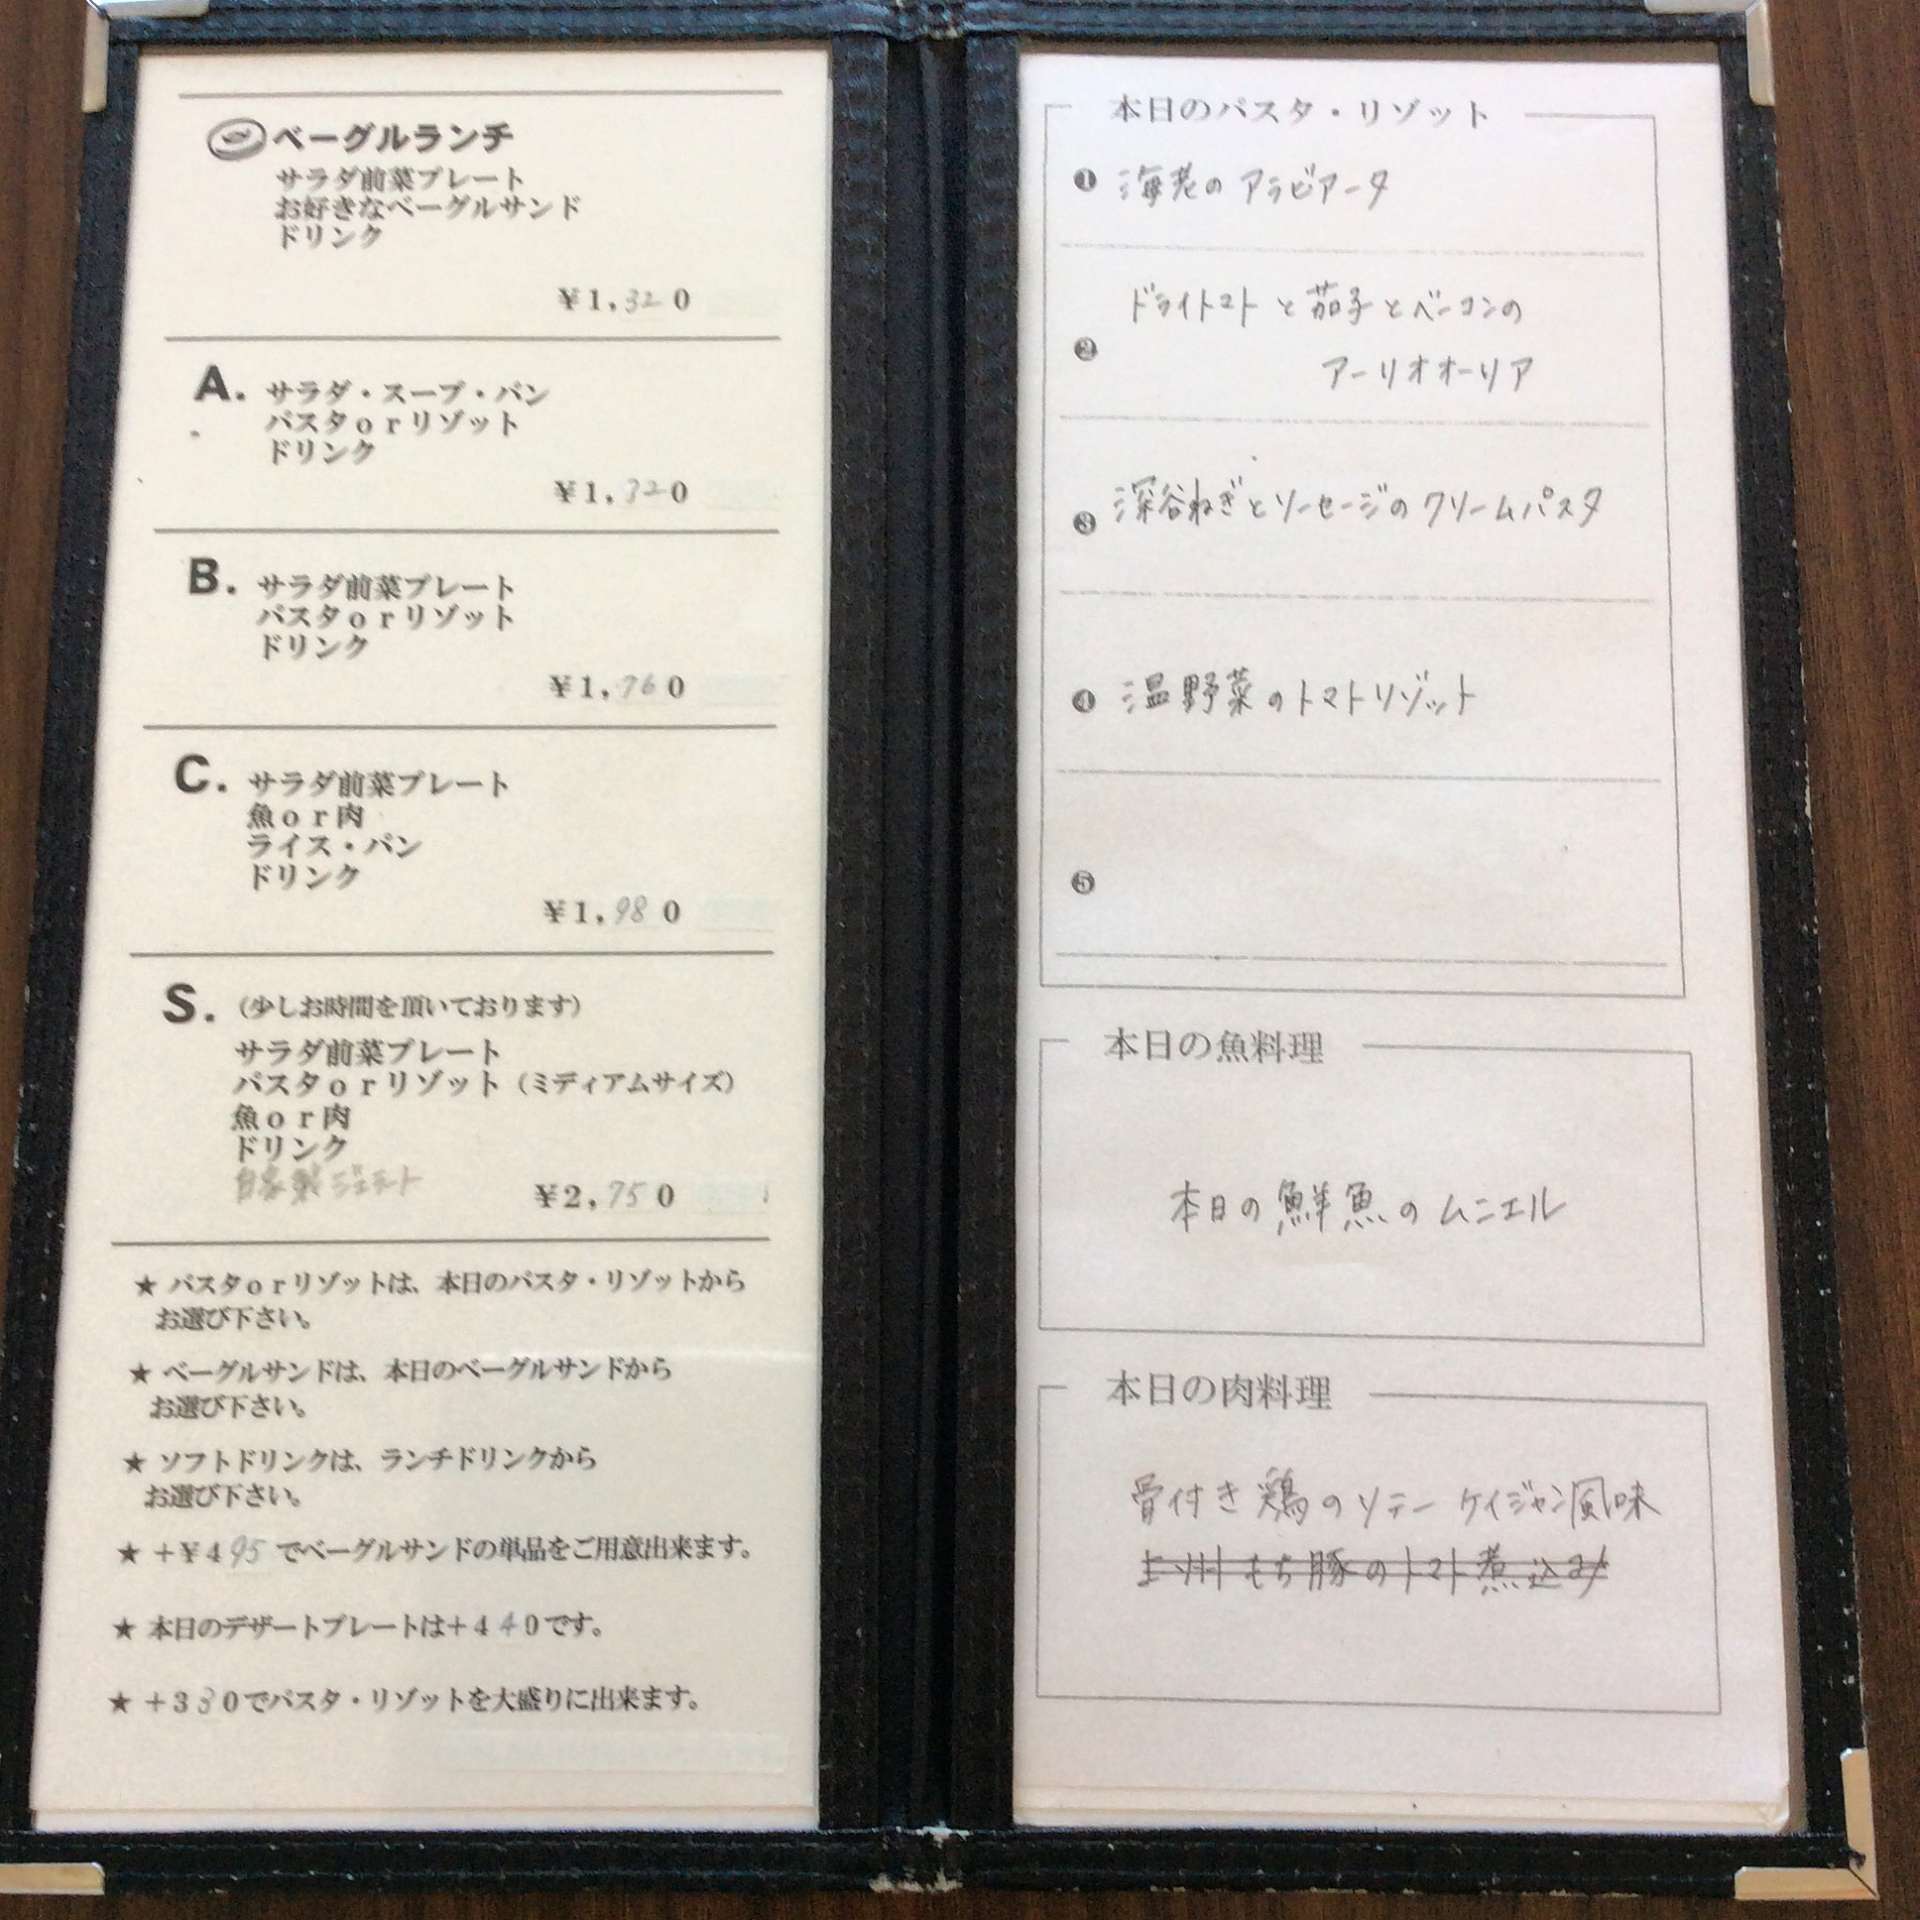 ベーグルランチ
サラダ前菜プレート
お好きなベーグルサンド
ドリンク
¥1,320
A. サラダ・スープ・パン
パスタorリゾット
ドリンク
¥1,320
B. サラダ前菜プレート
パスタorリゾット
ドリンク
¥1,760
C. サラダ前菜プレート
魚or肉
ライス・パン
ドリンク
¥1,980
S. (少しお時間を頂いております)
サラダ前菜プレート
パスタorリゾット(ミディアムサイズ)
魚or肉
ドリンク
自家製
¥2,750
★ パスタorリゾットは、本日のパスタ・リゾットから
お選び下さい。
★ ベーグルサンドは、本日のベーグルサンドから
お選び下さい。
★ ソフトドリンクは、ランチドリンクから
お選び下さい。
★ +¥495でベーグルサンドの単品をご用意出来ます。
★ 本日のデザートプレートは+440です。
★ +330でパスタ・リゾットを大盛りに出来ます。
本日のパスタ・リゾット
❶ 海老のアラビアータ
❷ ドライトマトと茄子とベーコンの
アーリオオーリア
❸ 深谷ねぎとソーセージのクリームパスタ
❹ 温野菜のトマトリゾット
❺
本日の魚料理
本日の鮮魚のムニエル
本日の肉料理
骨付き鶏のソテー ケイジャン風味
上州もち豚のトマト煮込み